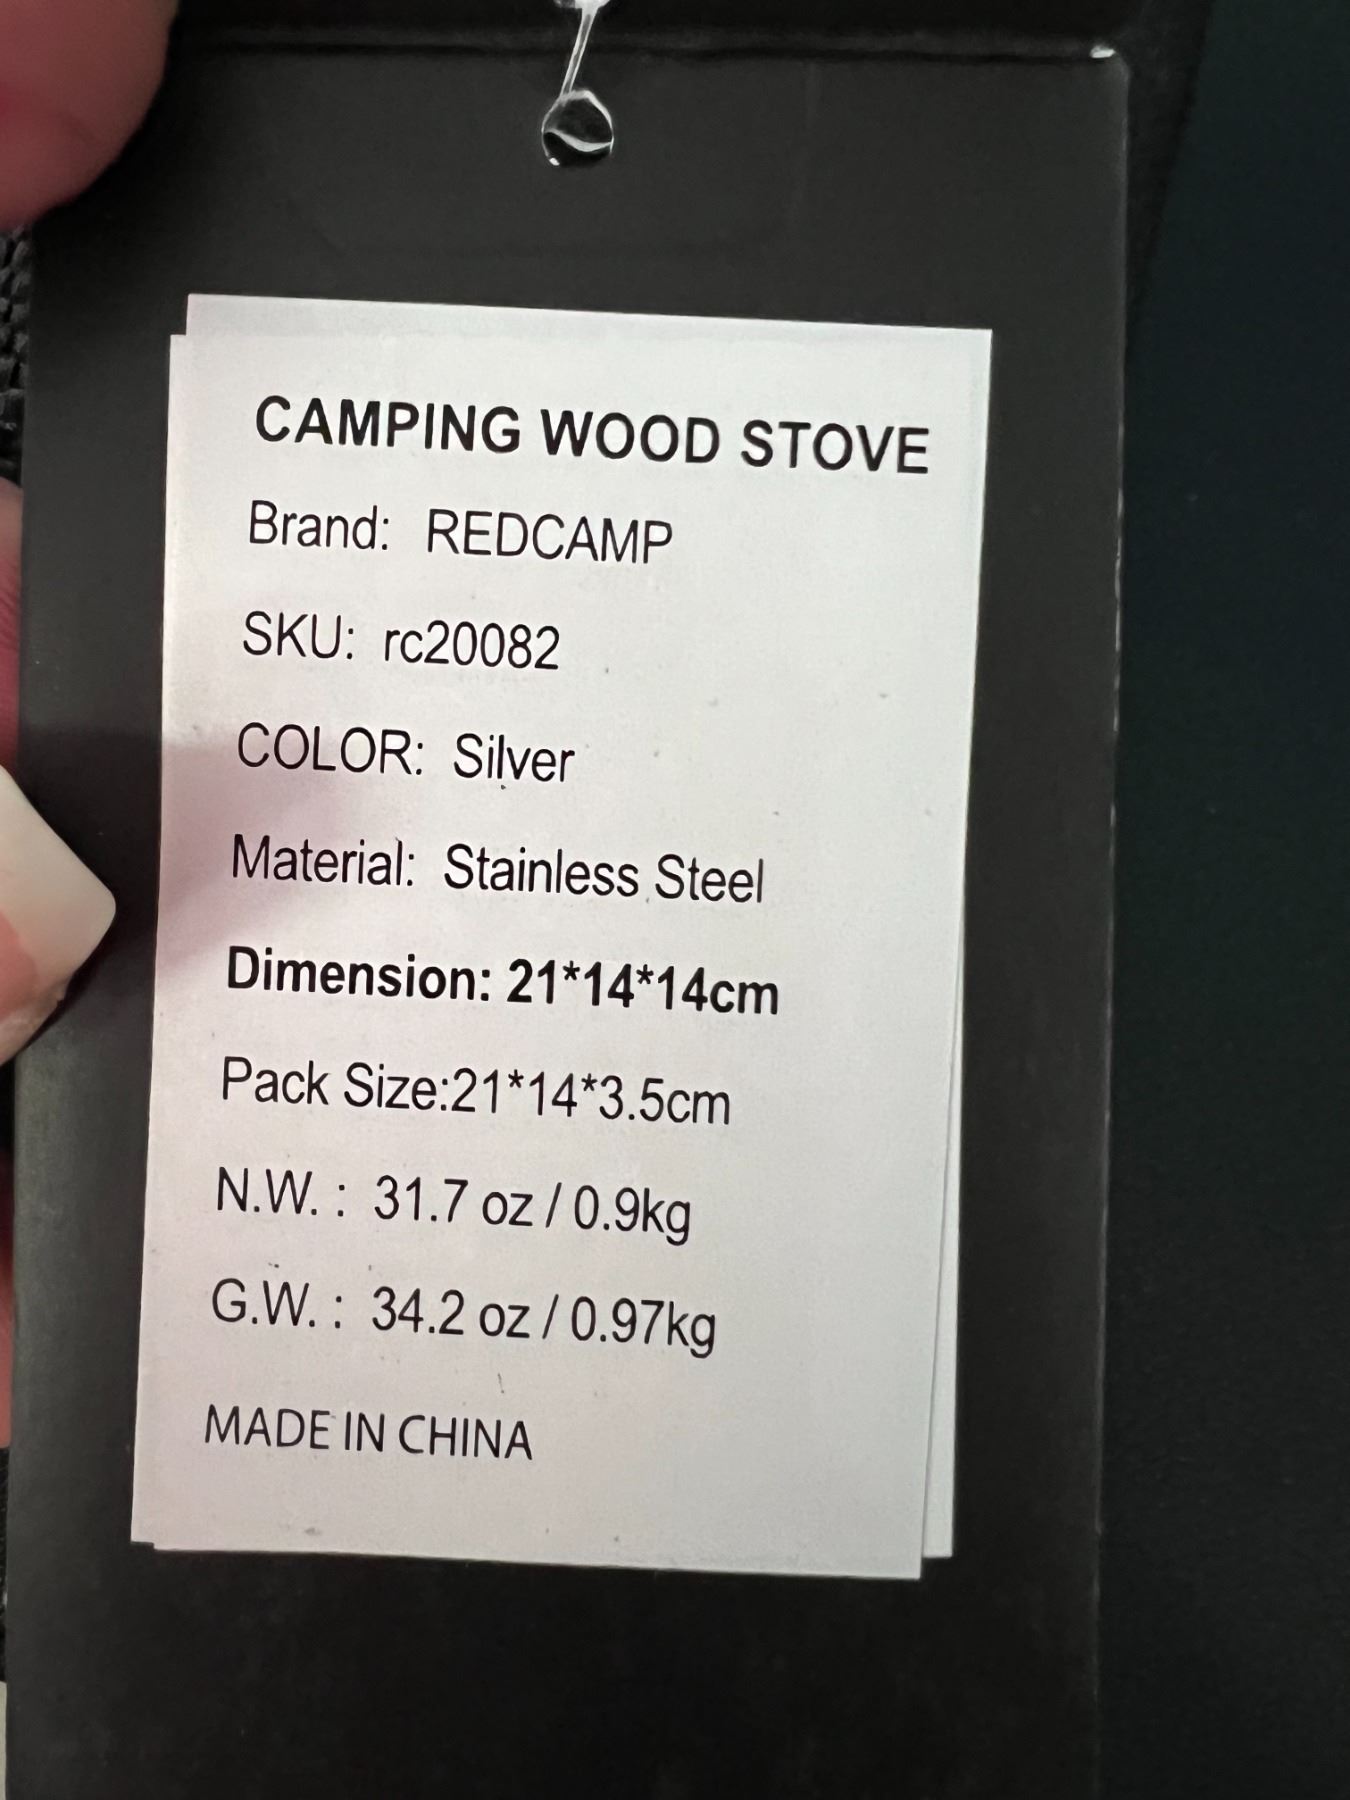 CAMPING WOOD STOVE
Brand: REDCAMP
SKU: rc20082
COLOR: Silver
Material: Stainless Steel
Dimension: 21*14*14cm
Pack Size:21*14*3.5cm
N.W. : 31.7 oz / 0.9kg
G.W. : 34.2 oz / 0.97kg
MADE IN CHINA